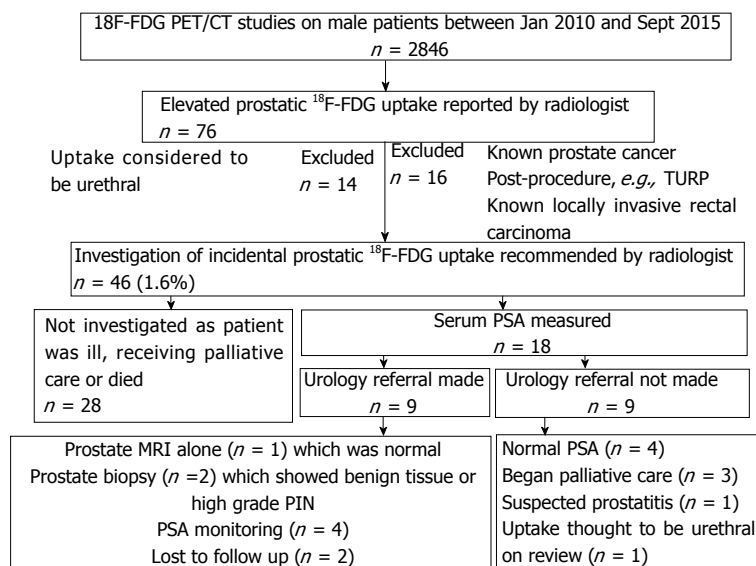 18F-FDG PET/CT studies on male patients between Jan 2010 and Sept 2015
n = 2846
Elevated prostatic ¹⁸F-FDG uptake reported by radiologist
n = 76
Uptake considered to
be urethral
Excluded
n = 14
Excluded
n = 16
Known prostate cancer
Post-procedure, e.g., TURP
Known locally invasive rectal
carcinoma
Investigation of incidental prostatic ¹⁸F-FDG uptake recommended by radiologist
n = 46 (1.6%)
Not investigated as patient
was ill, receiving palliative
care or died
n = 28
Serum PSA measured
n = 18
Urology referral made
n = 9
Urology referral not made
n = 9
Prostate MRI alone (n = 1) which was normal
Prostate biopsy (n =2) which showed benign tissue or
high grade PIN
PSA monitoring (n = 4)
Lost to follow up (n = 2)
Normal PSA (n = 4)
Began palliative care (n = 3)
Suspected prostatitis (n = 1)
Uptake thought to be urethral
on review (n = 1)